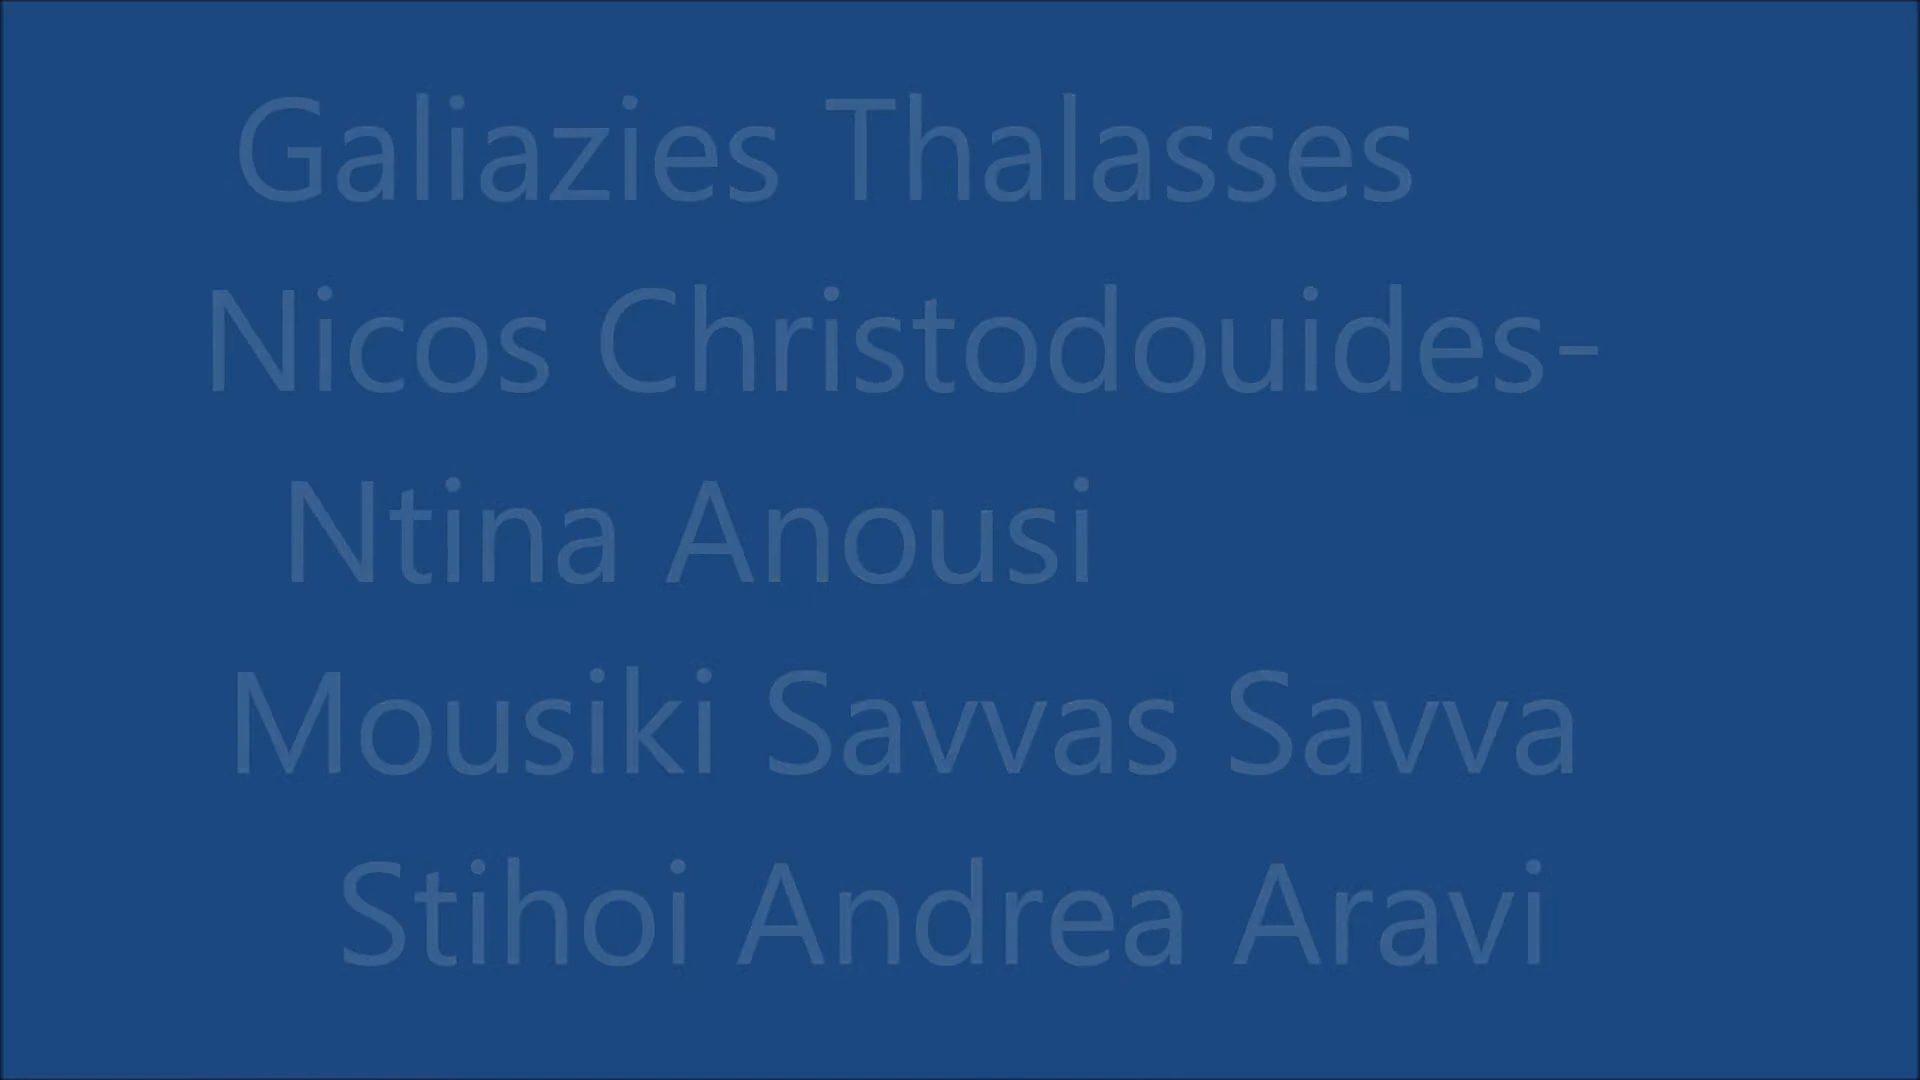 Galiazies Thalasses
Nicos Christodouides-
Ntina Anousi
Mousiki Savvas Savva
Stihoi Andrea Aravi